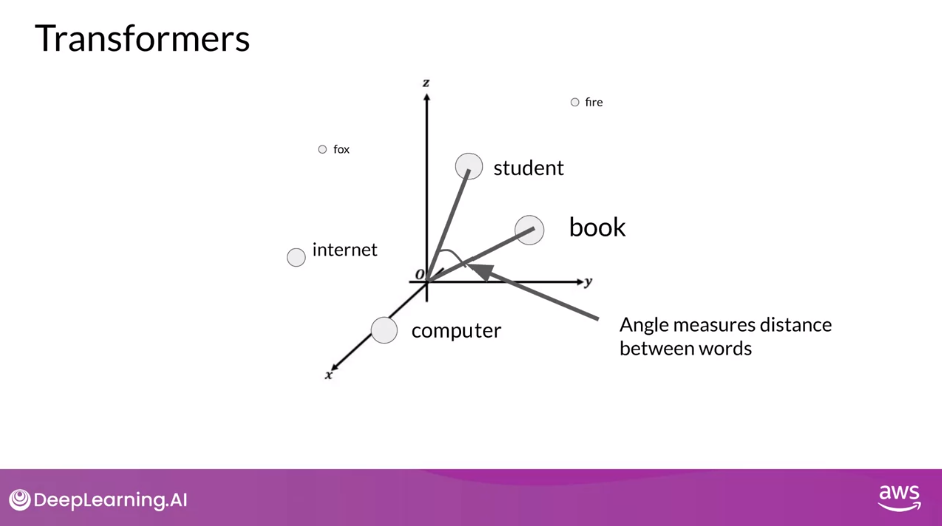 Transformers
z
fire
fox
student
book
internet
O
y
computer
Angle measures distance
between words
x
DeepLearning.AI
aws